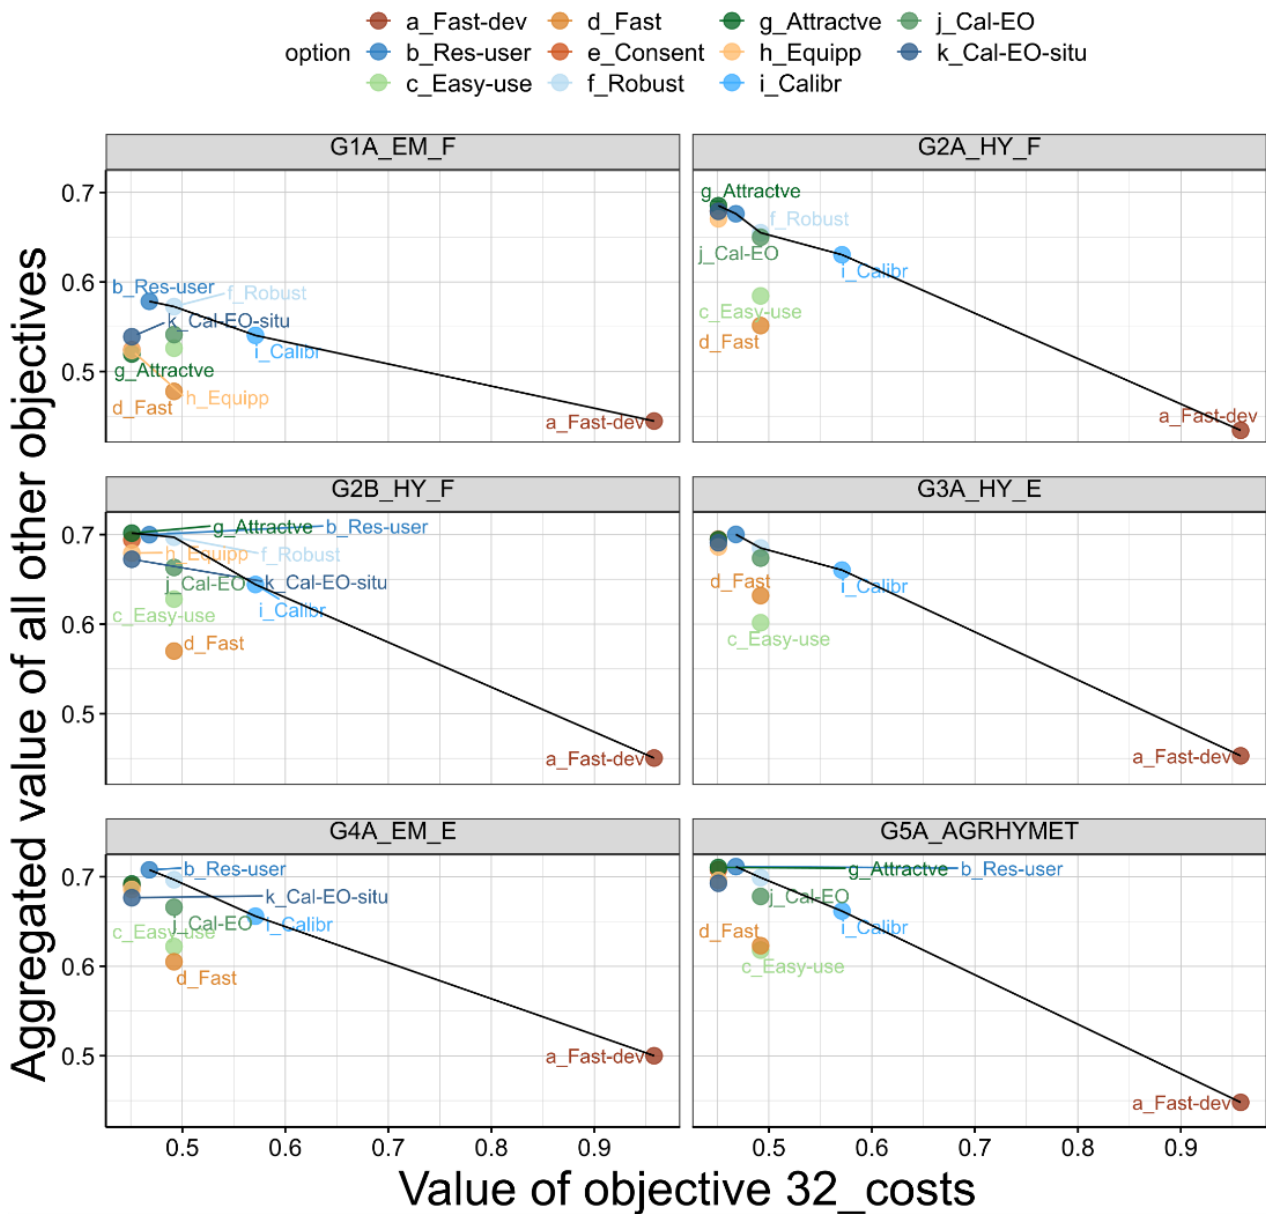 a_Fast-dev d_Fast g_Attractve j_Cal-EO
option b_Res-user e_Consent h_Equipp k_Cal-EO-situ
c_Easy-use f_Robust i_Calibr
Aggregated value of all other objectives
G1A_EM_F G2A_HY_F
0.7
0.6
0.5
b_Res-user
f_Robust
k_Cal-EO-situ
i_Calibr
g_Attractve
h_Equipp
d_Fast
a_Fast-dev
g_Attractve
f_Robust
j_Cal-EO
i_Calibr
c_Easy-use
d_Fast
a_Fast-dev
G2B_HY_F G3A_HY_E
0.7
0.6
0.5
g_Attractve b_Res-user
h_Equipp f_Robust
j_Cal-EO k_Cal-EO-situ
c_Easy-use i_Calibr
d_Fast
a_Fast-dev
d_Fast
i_Calibr
c_Easy-use
a_Fast-dev
G4A_EM_E G5A_AGRHYMET
0.7
0.6
0.5
b_Res-user
k_Cal-EO-situ
j_Cal-EO i_Calibr
c_Easy-use
d_Fast
a_Fast-dev
g_Attractve b_Res-user
j_Cal-EO
d_Fast i_Calibr
c_Easy-use
a_Fast-dev
0.5 0.6 0.7 0.8 0.9 0.5 0.6 0.7 0.8 0.9
Value of objective 32_costs